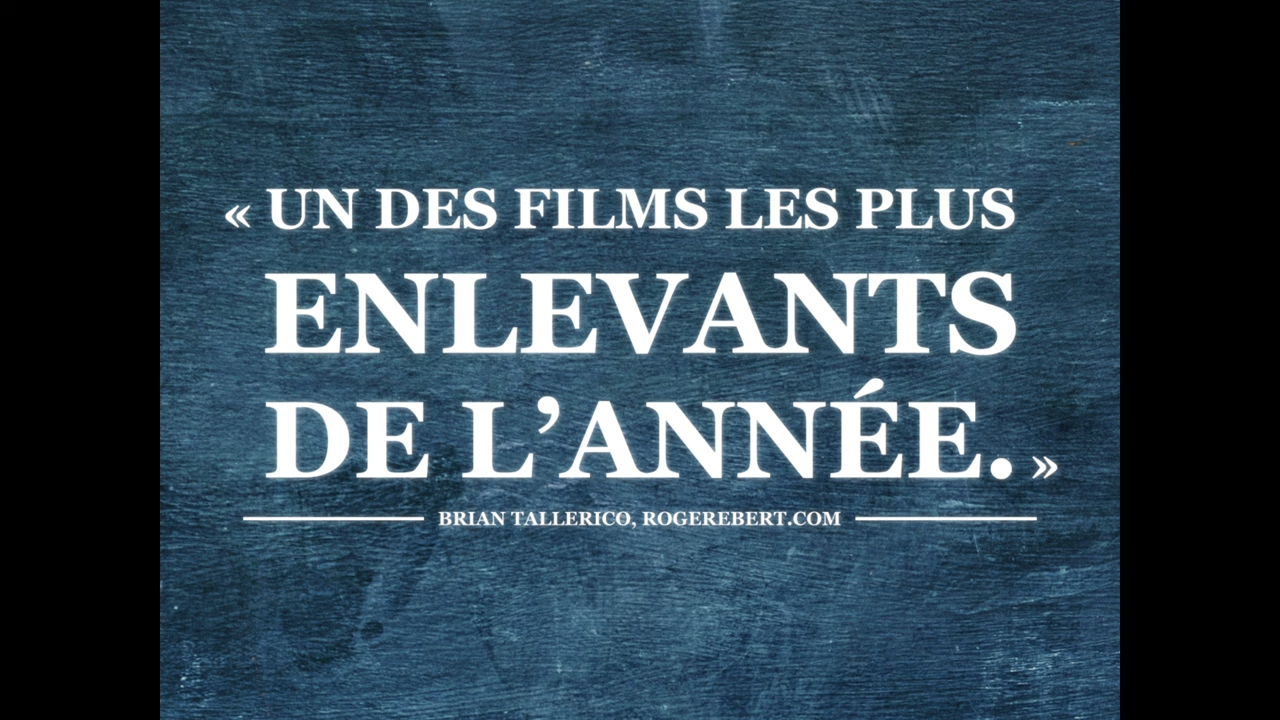 « UN DES FILMS LES PLUS
ENLEVANTS
DE L’ANNÉE. »
BRIAN TALLERICO, ROGEREBERT.COM